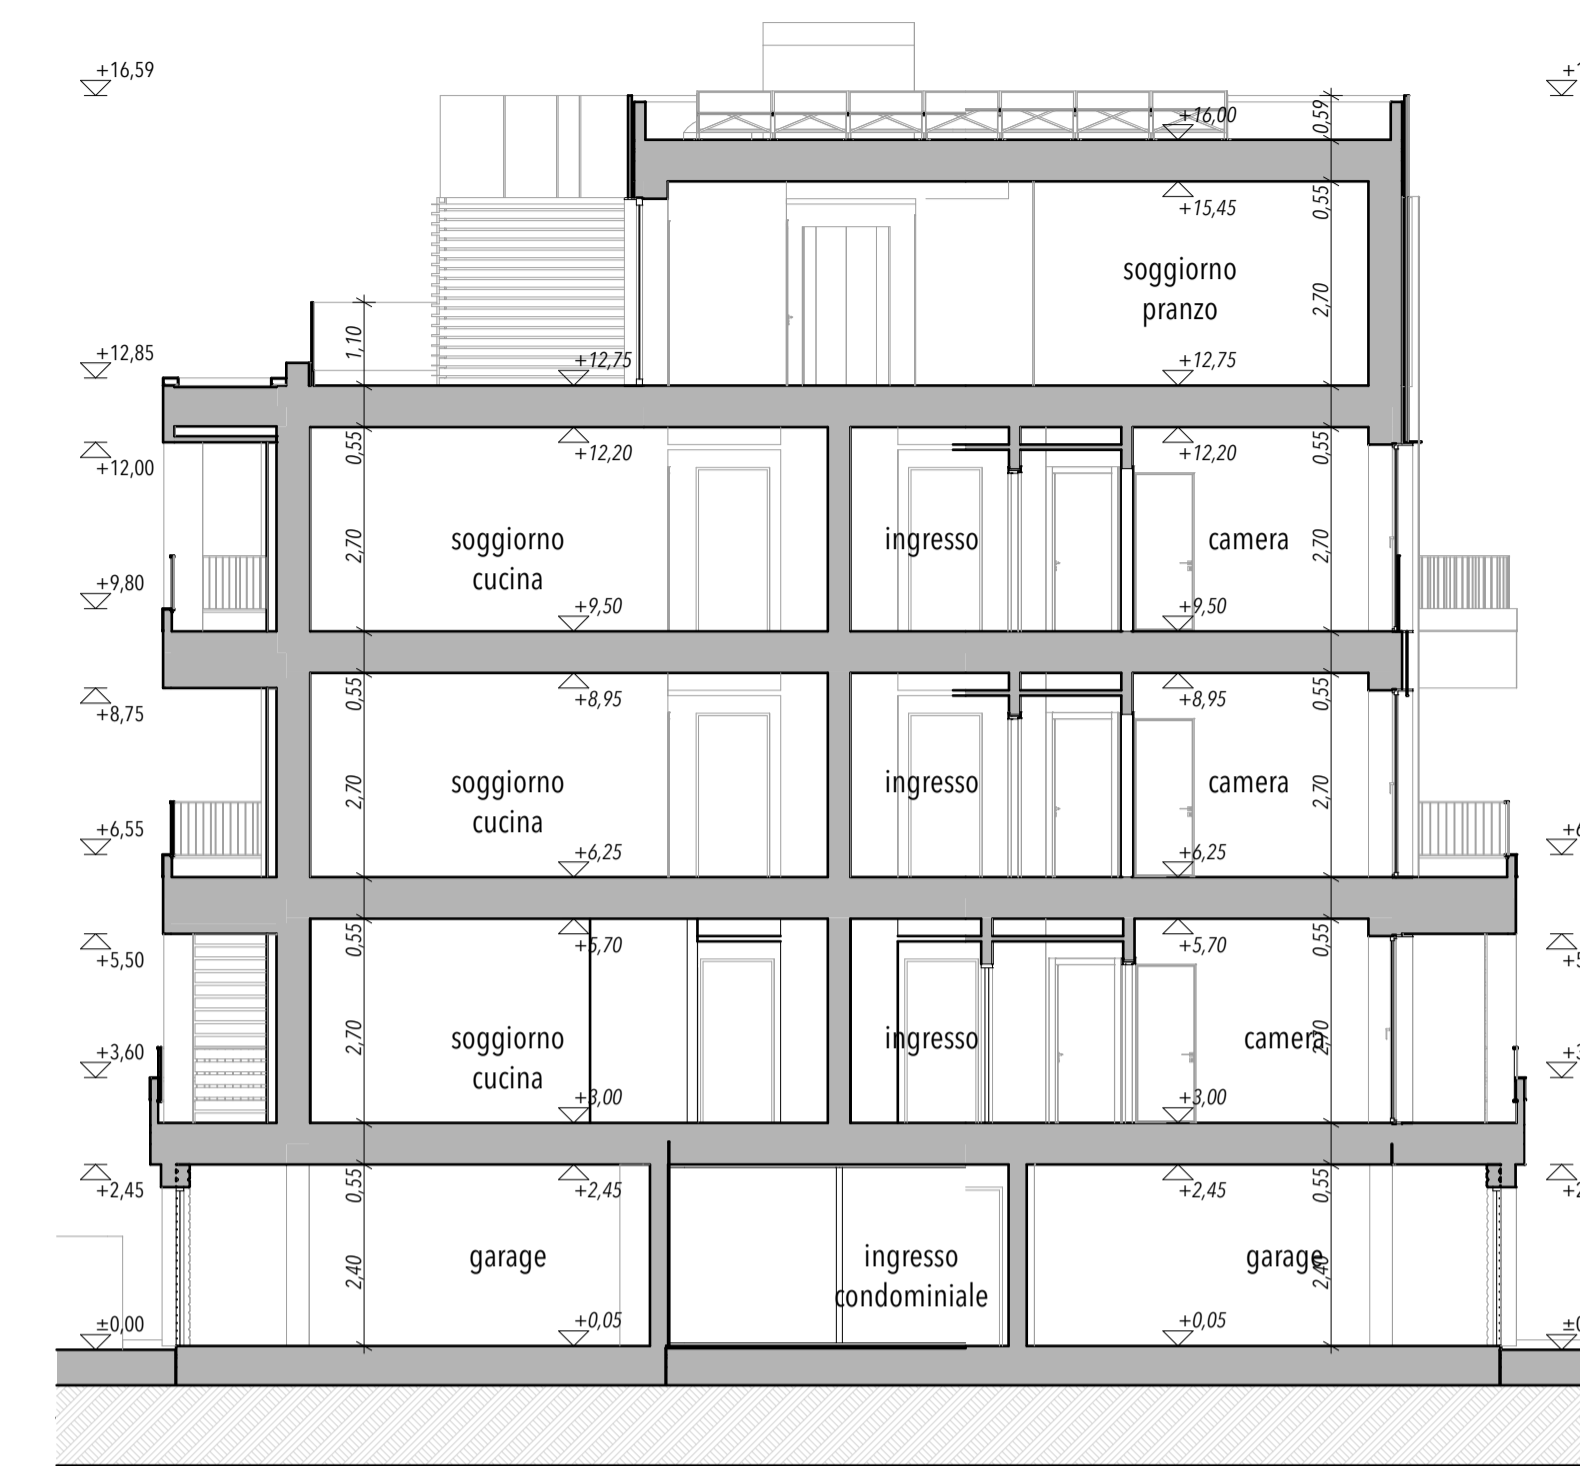 +16,59
+16,00
0,59
0,55
+15,45
soggiorno
pranzo
2,70
1,10
+12,85
+12,75
+12,75
0,55
+12,20
+12,20
0,55
+12,00
2,70
soggiorno
cucina
ingresso
camera
2,70
+9,80
+9,50
+9,50
0,55
+8,95
+8,95
0,55
+8,75
2,70
soggiorno
cucina
ingresso
camera
2,70
+6,55
+6,25
+6,25
0,55
+5,70
+5,70
0,55
+5,50
2,70
soggiorno
cucina
ingresso
camera
2,70
+3,60
+3,00
+3,00
0,55
+2,45
+2,45
+2,45
0,55
2,40
garage
ingresso
condominiale
garage
2,40
±0,00
+0,05
+0,05